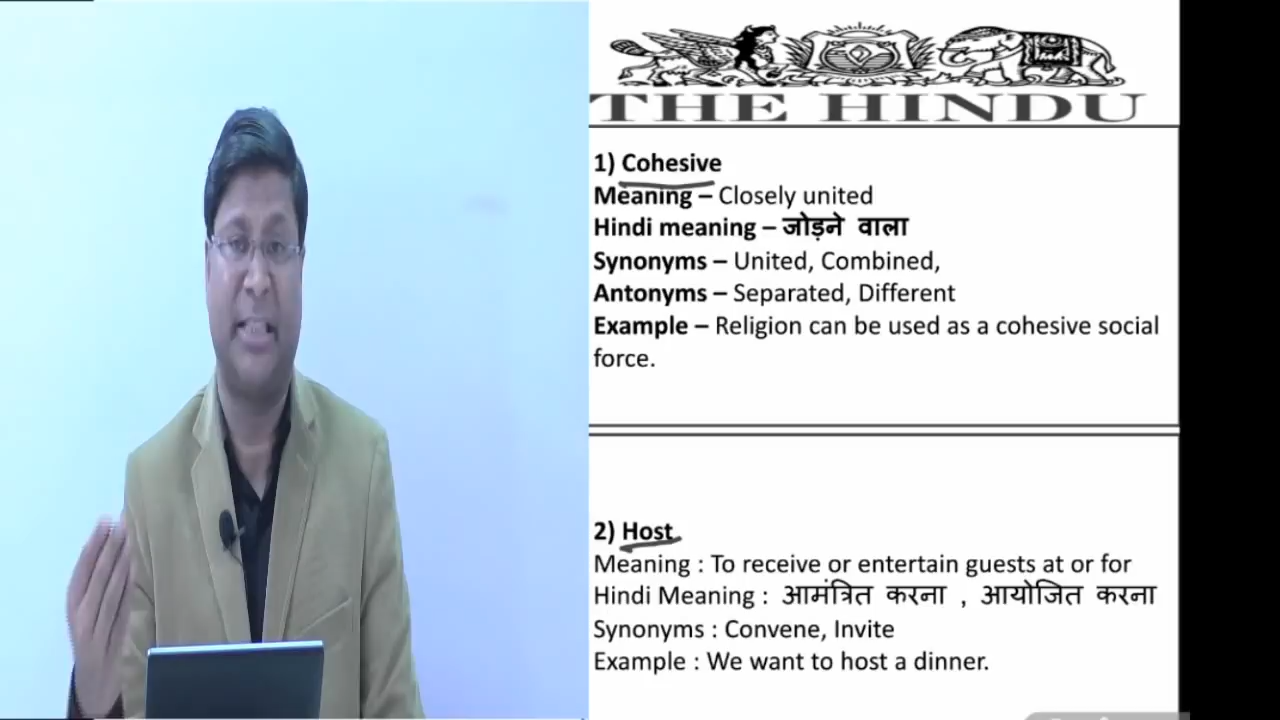 THE HINDU
1) Cohesive
Meaning – Closely united
Hindi meaning – जोड़ने वाला
Synonyms – United, Combined,
Antonyms – Separated, Different
Example – Religion can be used as a cohesive social
force.
2) Host
Meaning : To receive or entertain guests at or for
Hindi Meaning : आमंत्रित करना , आयोजित करना
Synonyms : Convene, Invite
Example : We want to host a dinner.